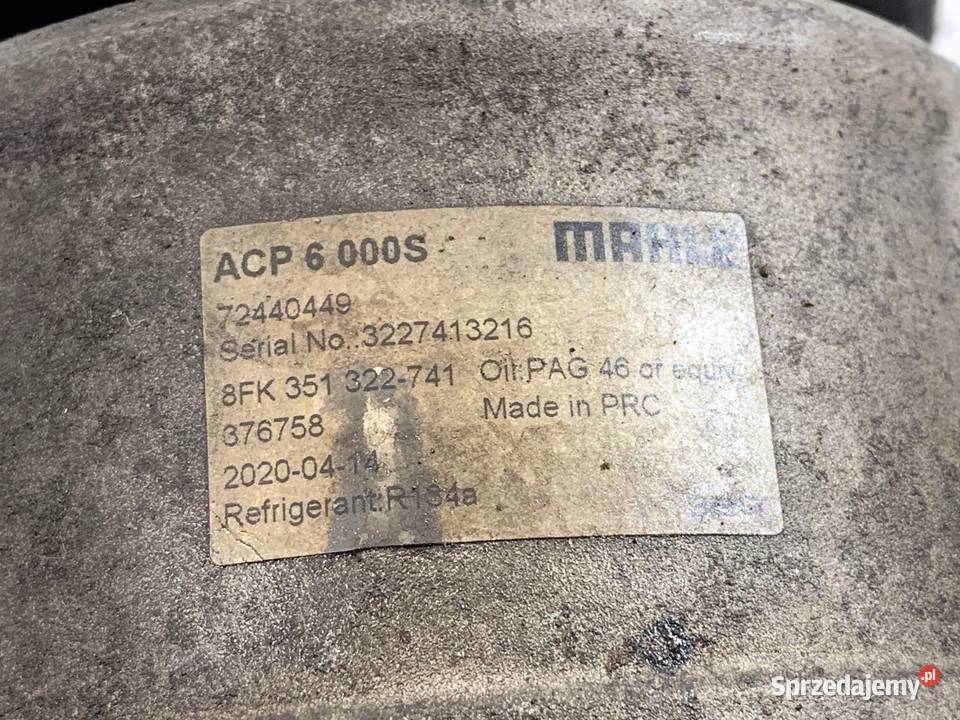 ACP 6 000S MAHLE
72440449
Serial No.:3227413216
8FK 351 322-741 Oil:PAG 46 or equiv.
376758 Made in PRC
2020-04-14
Refrigerant:R134a
Sprzedajemy.pl